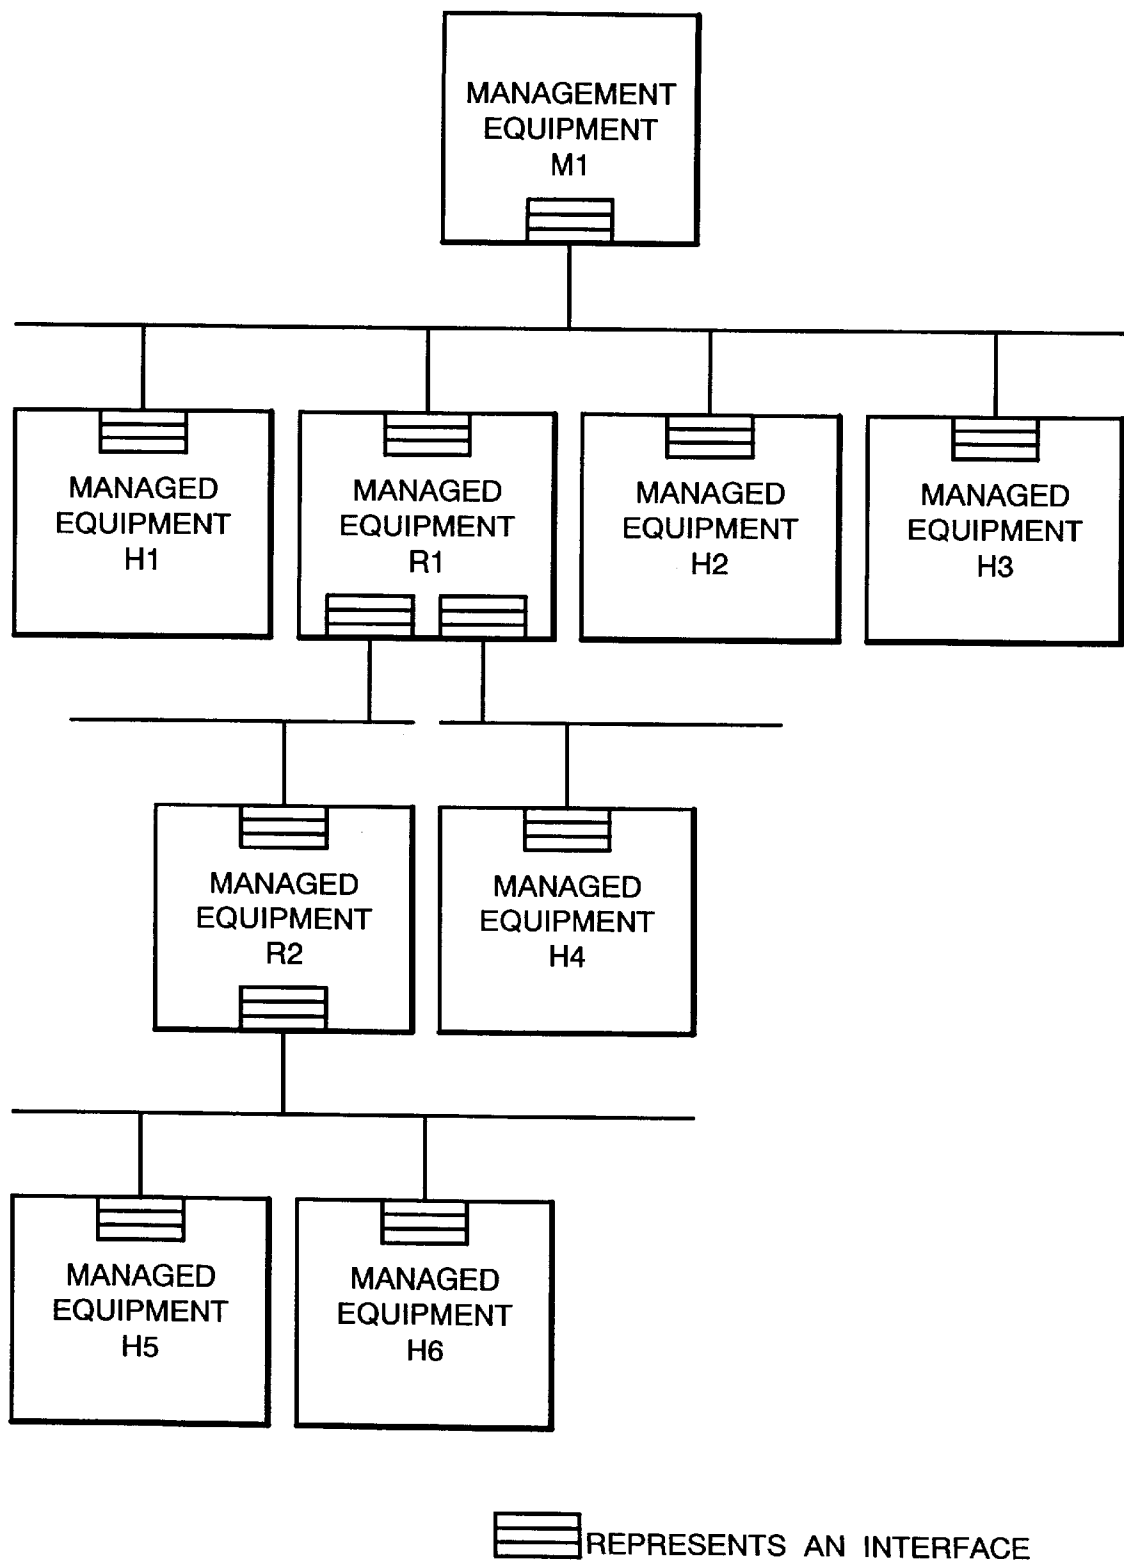 MANAGEMENT
EQUIPMENT
M1
MANAGED
EQUIPMENT
H1
MANAGED
EQUIPMENT
R1
MANAGED
EQUIPMENT
H2
MANAGED
EQUIPMENT
H3
MANAGED
EQUIPMENT
R2
MANAGED
EQUIPMENT
H4
MANAGED
EQUIPMENT
H5
MANAGED
EQUIPMENT
H6
REPRESENTS AN INTERFACE